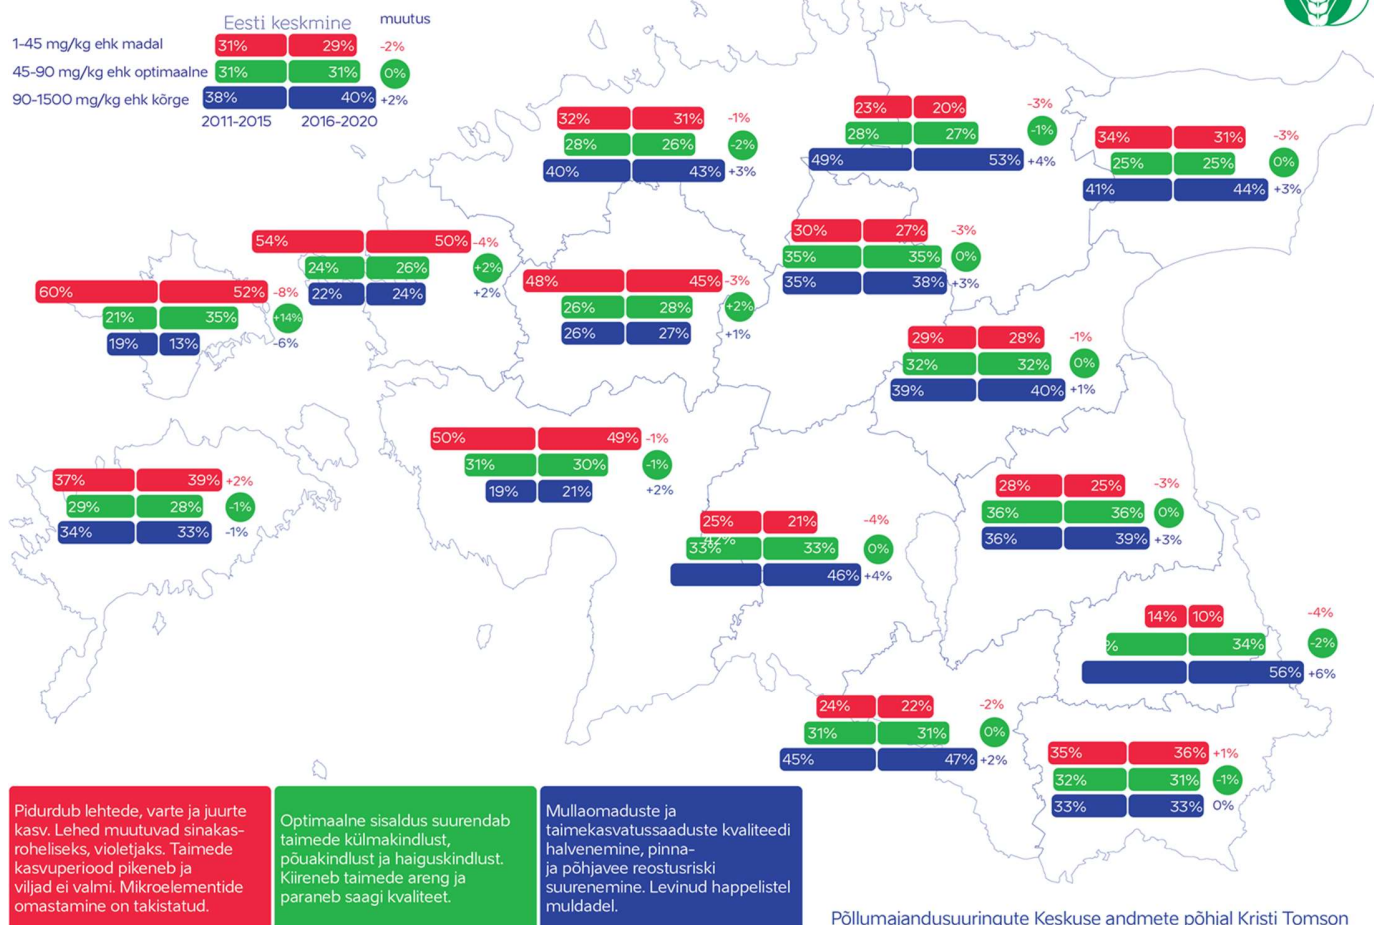 Eesti keskmine muutus
1-45 mg/kg ehk madal 31% 29% -2%
45-90 mg/kg ehk optimaalne 31% 31% 0%
90-1500 mg/kg ehk kõrge 38% 40% +2%
2011-2015 2016-2020
32% 31% -1%
28% 26% -2%
40% 43% +3%
23% 20% -3%
28% 27% -1%
49% 53% +4%
34% 31% -3%
25% 25% 0%
41% 44% +3%
54% 50% -4%
24% 26% +2%
22% 24% +2%
30% 27% -3%
35% 35% 0%
35% 38% +3%
60% 52% -8%
21% 35% +14%
19% 13% -6%
48% 45% -3%
26% 28% +2%
26% 27% +1%
29% 28% -1%
32% 32% 0%
39% 40% +1%
50% 49% -1%
31% 30% -1%
19% 21% +2%
37% 39% +2%
29% 28% -1%
34% 33% -1%
25% 21% -4%
42%
33% 33% 0%
46% +4%
28% 25% -3%
36% 36% 0%
36% 39% +3%
14% 10% -4%
% 34% -2%
56% +6%
24% 22% -2%
31% 31% 0%
45% 47% +2%
35% 36% +1%
32% 31% -1%
33% 33% 0%
Pidurdub lehtede, varte ja juurte
kasv. Lehed muutuvad sinakas-
roheliseks, violetjaks. Taimede
kasvuperiood pikeneb ja
viljad ei valmi. Mikroelementide
omastamine on takistatud.
Optimaalne sisaldus suurendab
taimede külmakindlust,
põuakindlust ja haiguskindlust.
Kiireneb taimede areng ja
paraneb saagi kvaliteet.
Mullaomaduste ja
taimekasvatussaaduste kvaliteedi
halvenemine, pinna-
ja põhjavee reostusriski
suurenemine. Levinud happelistel
muldadel.
Põllumajandusuuringute Keskuse andmete põhjal Kristi Tomson